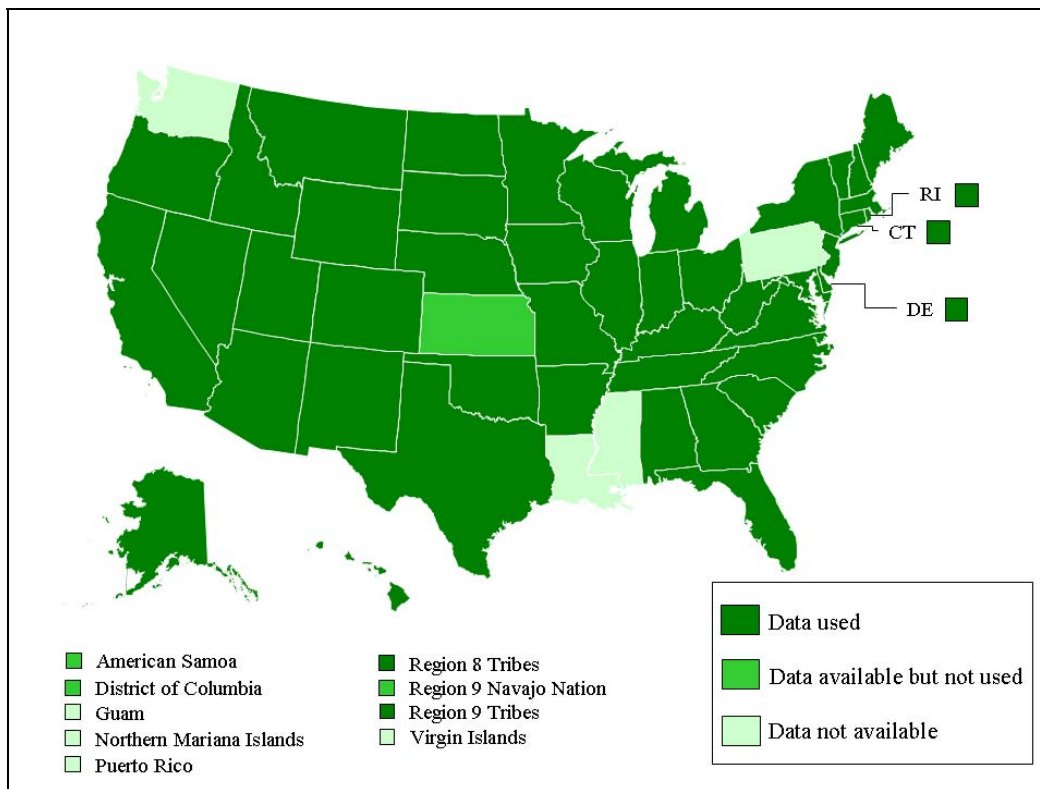 RI
CT
DE
American Samoa
District of Columbia
Guam
Northern Mariana Islands
Puerto Rico
Region 8 Tribes
Region 9 Navajo Nation
Region 9 Tribes
Virgin Islands
Data used
Data available but not used
Data not available